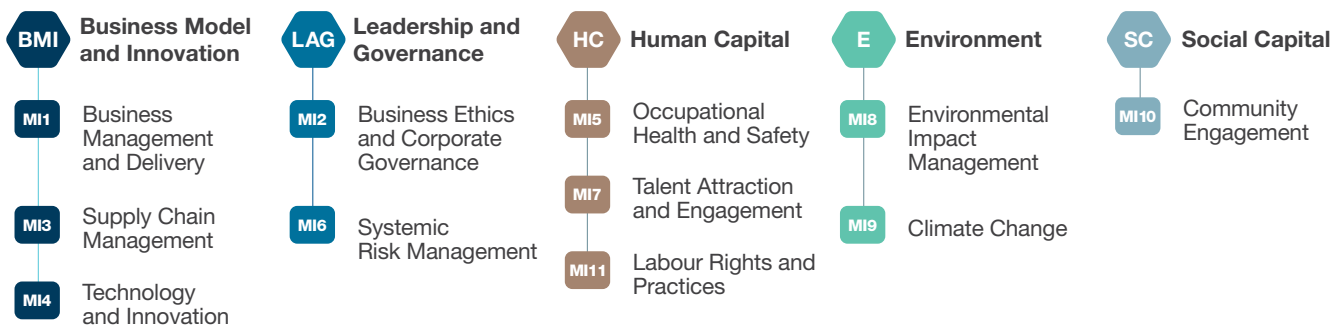 BMI
Business Model
and Innovation
MI1
Business
Management
and Delivery
MI3
Supply Chain
Management
MI4
Technology
and Innovation
LAG
Leadership and
Governance
MI2
Business Ethics
and Corporate
Governance
MI6
Systemic
Risk Management
HC
Human Capital
MI5
Occupational
Health and Safety
MI7
Talent Attraction
and Engagement
MI11
Labour Rights and
Practices
E
Environment
MI8
Environmental
Impact
Management
MI9
Climate Change
SC
Social Capital
MI10
Community
Engagement